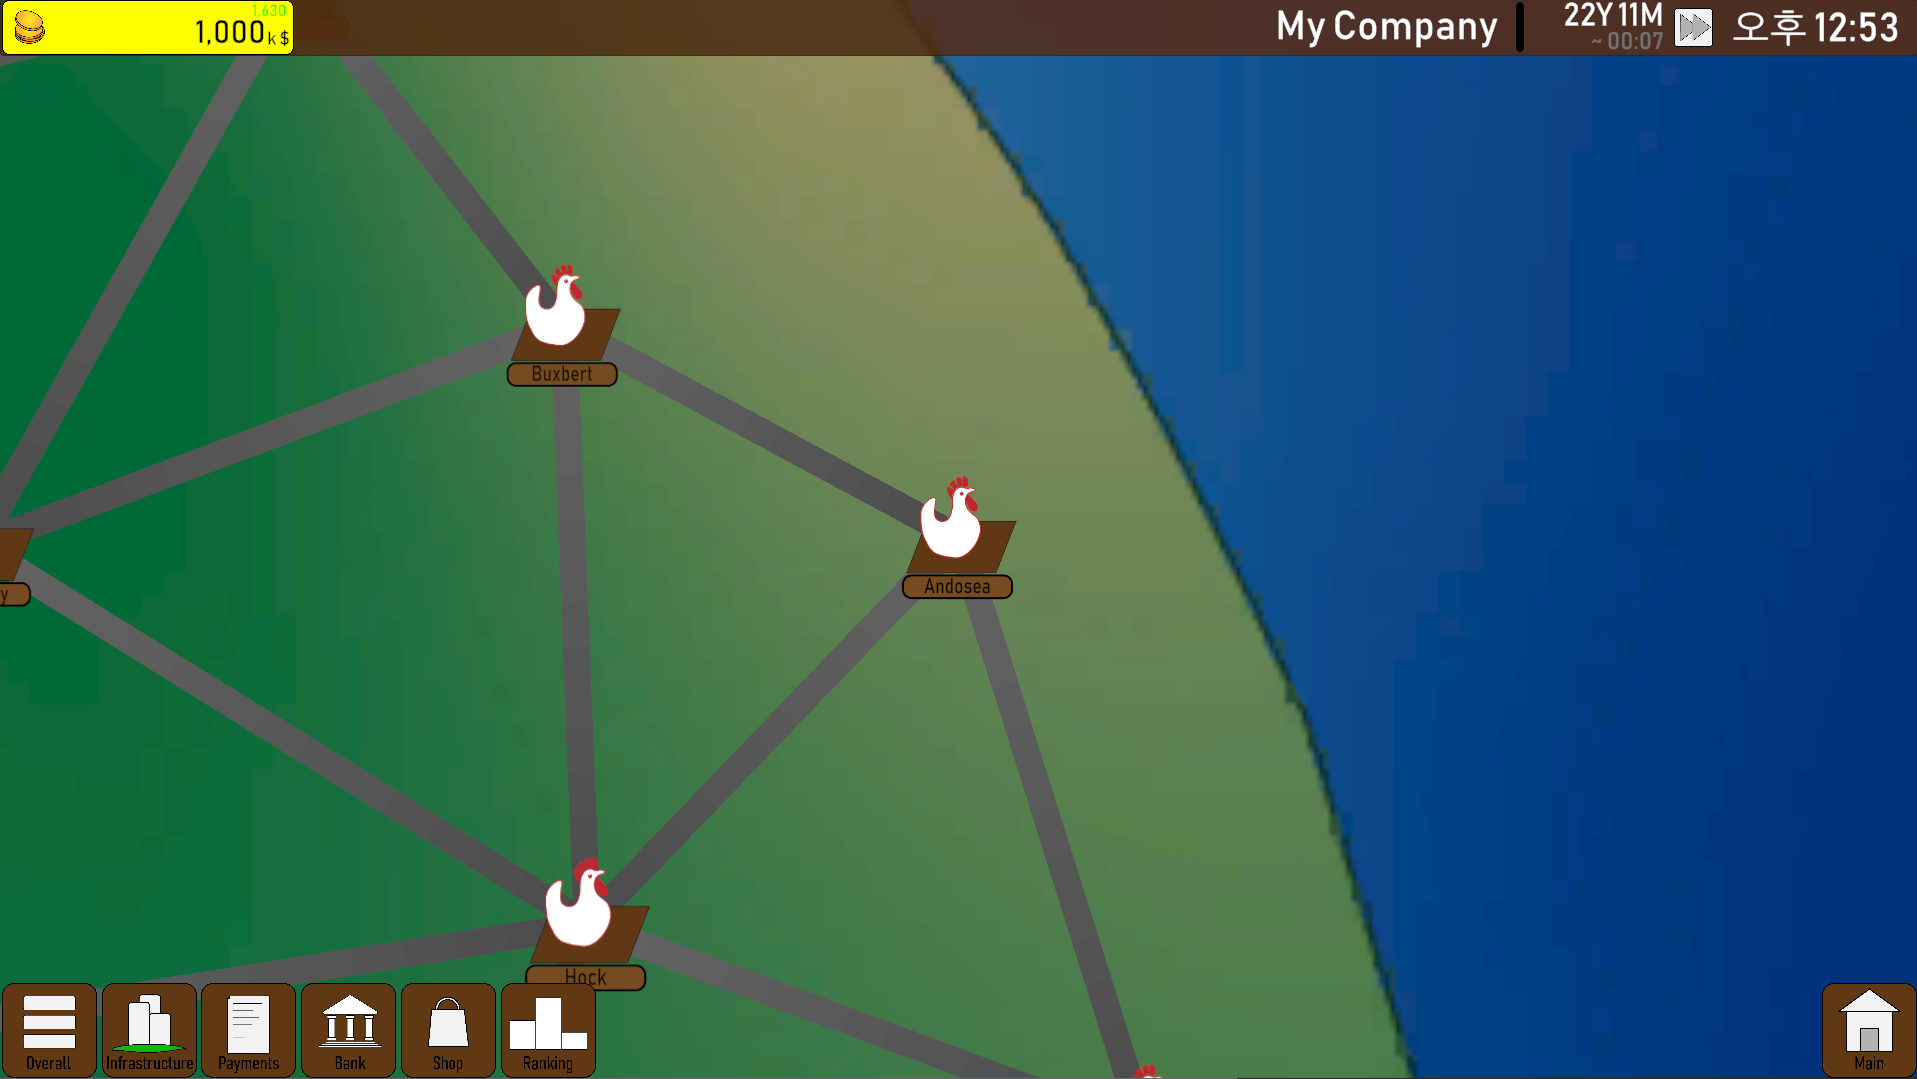 1,630
1,000k$
My Company
22Y 11M
~ 00:07
오후 12:53
Buxbert
Andosea
y
Hock
Overall
Infrastructure
Payments
Bank
Shop
Ranking
Main